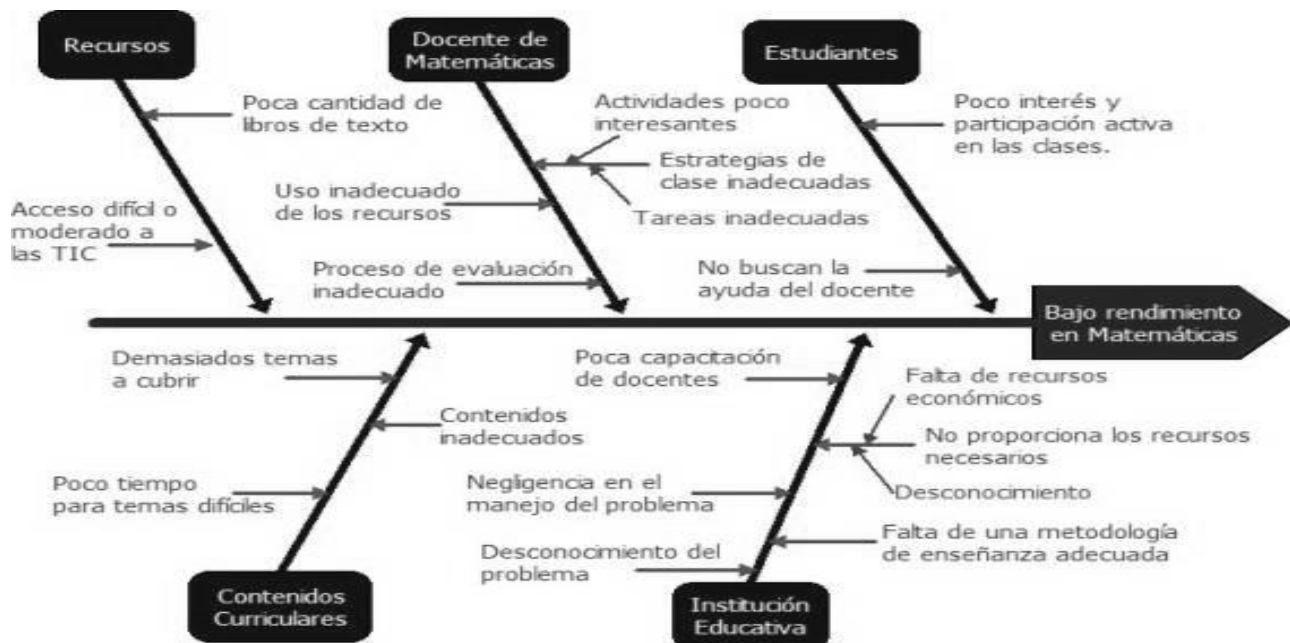 Recursos
Docente de
Matemáticas
Estudiantes
Poca cantidad de
libros de texto
Actividades poco
interesantes
Poco interés y
participación activa
en las clases.
Estrategias de
clase inadecuadas
Uso inadecuado
de los recursos
Tareas inadecuadas
Acceso difícil o
moderado a
las TIC
Proceso de evaluación
inadecuado
No buscan la
ayuda del docente
Bajo rendimiento
en Matemáticas
Demasiados temas
a cubrir
Poca capacitación
de docentes
Falta de recursos
económicos
Contenidos
inadecuados
No proporciona los recursos
necesarios
Poco tiempo
para temas difíciles
Negligencia en el
manejo del problema
Desconocimiento
Falta de una metodología
de enseñanza adecuada
Desconocimiento del
problema
Contenidos
Curriculares
Institución
Educativa